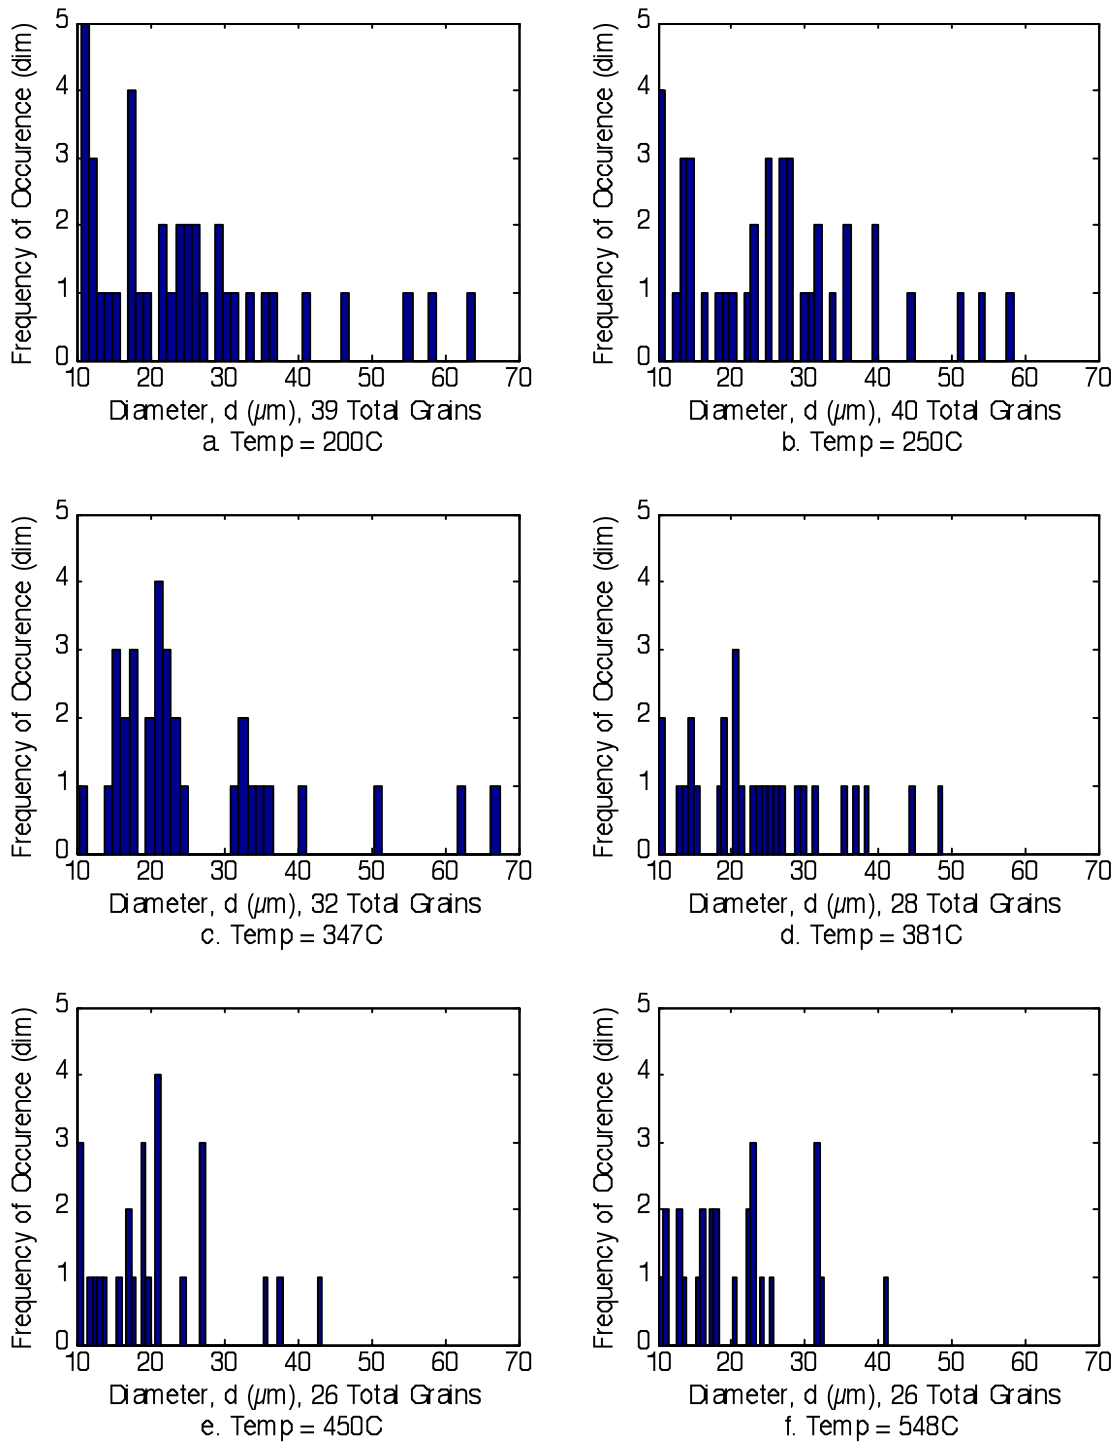 Frequency of Occurence (dim)
5
4
3
2
1
0
10 20 30 40 50 60 70
Diameter, d (µm), 39 Total Grains
a. Temp = 200C
Frequency of Occurence (dim)
5
4
3
2
1
0
10 20 30 40 50 60 70
Diameter, d (µm), 40 Total Grains
b. Temp = 250C
Frequency of Occurence (dim)
5
4
3
2
1
0
10 20 30 40 50 60 70
Diameter, d (µm), 32 Total Grains
c. Temp = 347C
Frequency of Occurence (dim)
5
4
3
2
1
0
10 20 30 40 50 60 70
Diameter, d (µm), 28 Total Grains
d. Temp = 381C
Frequency of Occurence (dim)
5
4
3
2
1
0
10 20 30 40 50 60 70
Diameter, d (µm), 26 Total Grains
e. Temp = 450C
Frequency of Occurence (dim)
5
4
3
2
1
0
10 20 30 40 50 60 70
Diameter, d (µm), 26 Total Grains
f. Temp = 548C